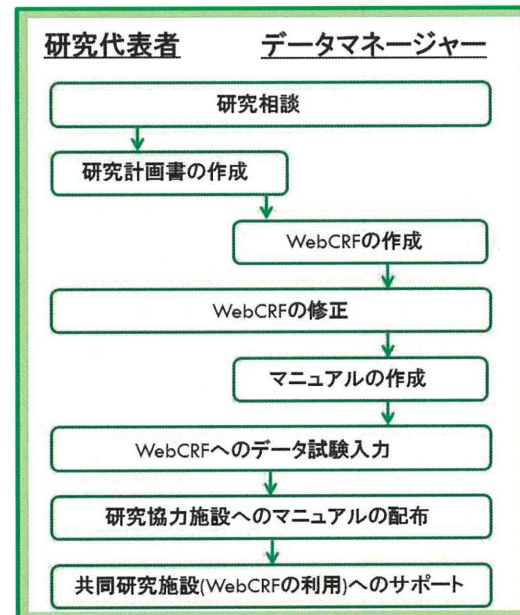 研究代表者 データマネージャー
研究相談
研究計画書の作成
WebCRFの作成
WebCRFの修正
マニュアルの作成
WebCRFへのデータ試験入力
研究協力施設へのマニュアルの配布
共同研究施設(WebCRFの利用)へのサポート